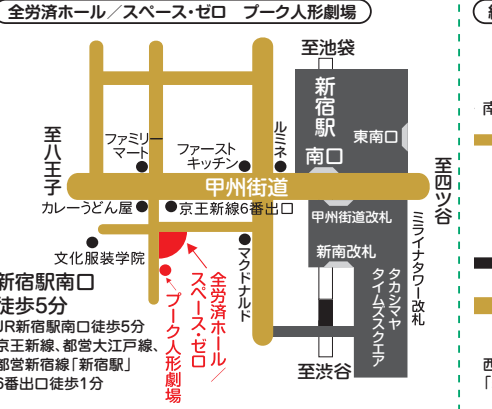 全労済ホール／スペース・ゼロ　プーク人形劇場
至池袋
新宿駅
東南口
南口
ルミネ
ファミリーマート
ファーストキッチン
至八王子
甲州街道
至四ツ谷
カレーうどん屋
京王新線6番出口
甲州街道改札
ミライナタワー改札
新南改札
文化服装学院
マクドナルド
タカシマヤ
タイムズスクエア
全労済ホール／
スペース・ゼロ
プーク人形劇場
至渋谷
新宿駅南口
徒歩5分
JR新宿駅南口徒歩5分
京王新線、都営大江戸線、
都営新宿線「新宿駅」
6番出口徒歩1分
南
西
「